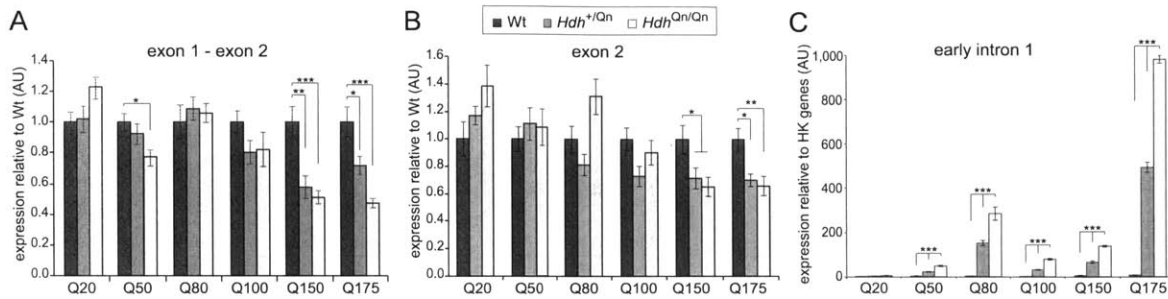 Wt Hdh+/Qn HdhQn/Qn
A
exon 1 - exon 2
expression relative to Wt (AU)
1.4
1.2
1.0
0.8
0.6
0.4
0.2
0.0
*
**
***
*
***
Q20 Q50 Q80 Q100 Q150 Q175
B
exon 2
expression relative to Wt (AU)
1.6
1.4
1.2
1.0
0.8
0.6
0.4
0.2
0.0
*
*
**
Q20 Q50 Q80 Q100 Q150 Q175
C
early intron 1
expression relative to HK genes (AU)
1,000
800
600
400
200
0
***
***
***
***
***
Q20 Q50 Q80 Q100 Q150 Q175